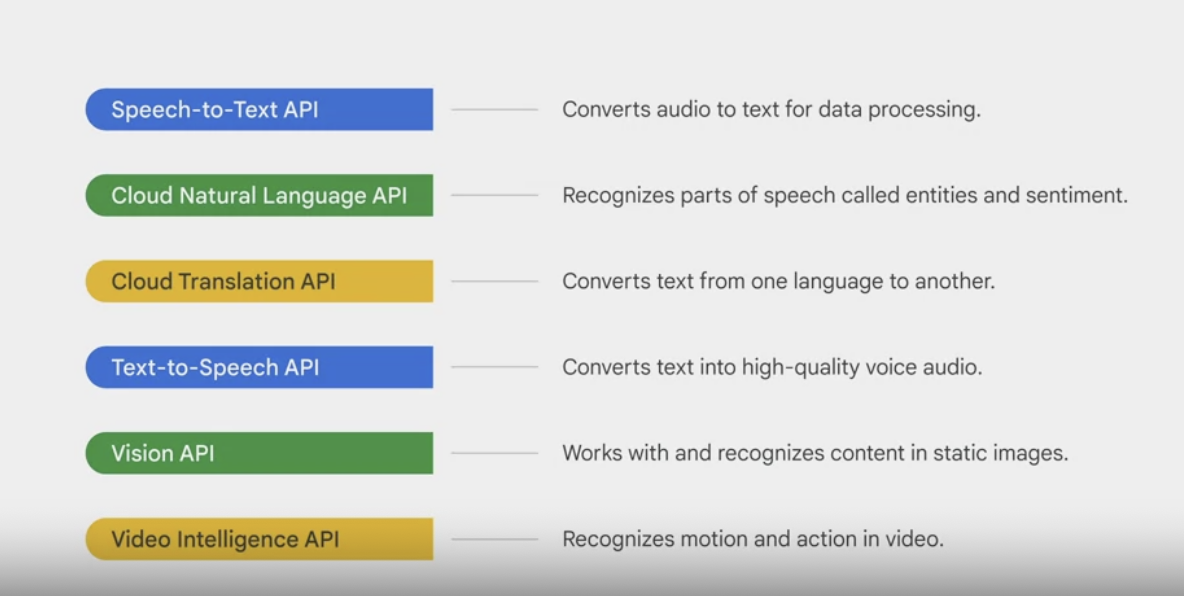 Speech-to-Text API
Converts audio to text for data processing.
Cloud Natural Language API
Recognizes parts of speech called entities and sentiment.
Cloud Translation API
Converts text from one language to another.
Text-to-Speech API
Converts text into high-quality voice audio.
Vision API
Works with and recognizes content in static images.
Video Intelligence API
Recognizes motion and action in video.